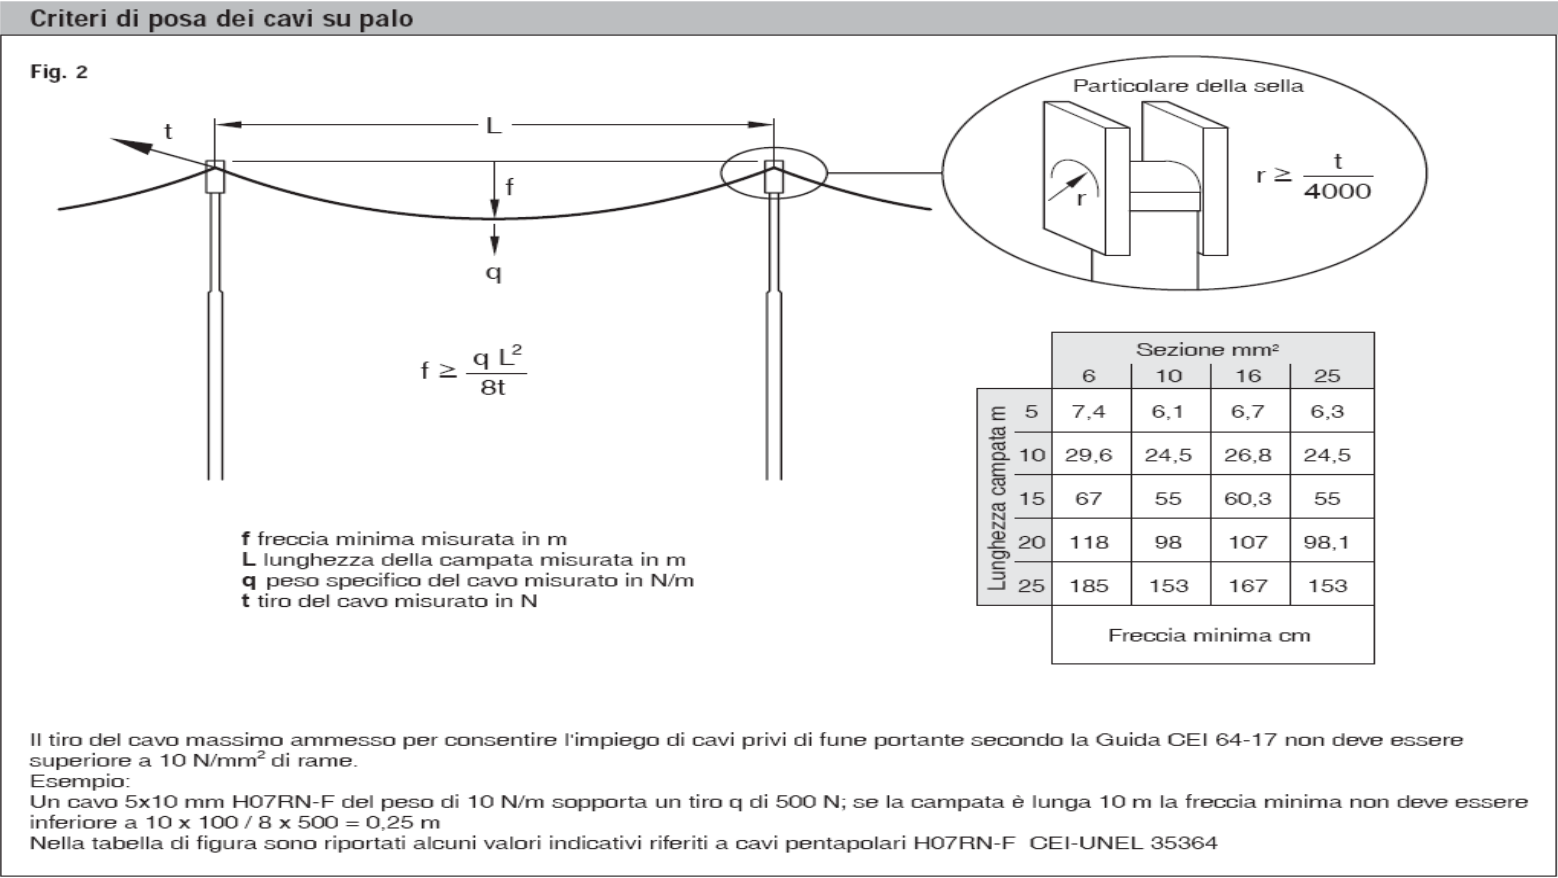 Criteri di posa dei cavi su palo
Fig. 2
t
L
f
q
Particolare della sella
r
r ≥ t / 4000
f ≥ q L² / 8t
f freccia minima misurata in m
L lunghezza della campata misurata in m
q peso specifico del cavo misurato in N/m
t tiro del cavo misurato in N
Sezione mm²
6 10 16 25
Lunghezza campata m
5 7,4 6,1 6,7 6,3
10 29,6 24,5 26,8 24,5
15 67 55 60,3 55
20 118 98 107 98,1
25 185 153 167 153
Freccia minima cm
Il tiro del cavo massimo ammesso per consentire l'impiego di cavi privi di fune portante secondo la Guida CEI 64-17 non deve essere
superiore a 10 N/mm² di rame.
Esempio:
Un cavo 5x10 mm H07RN-F del peso di 10 N/m sopporta un tiro q di 500 N; se la campata è lunga 10 m la freccia minima non deve essere
inferiore a 10 x 100 / 8 x 500 = 0,25 m
Nella tabella di figura sono riportati alcuni valori indicativi riferiti a cavi pentapolari H07RN-F CEI-UNEL 35364